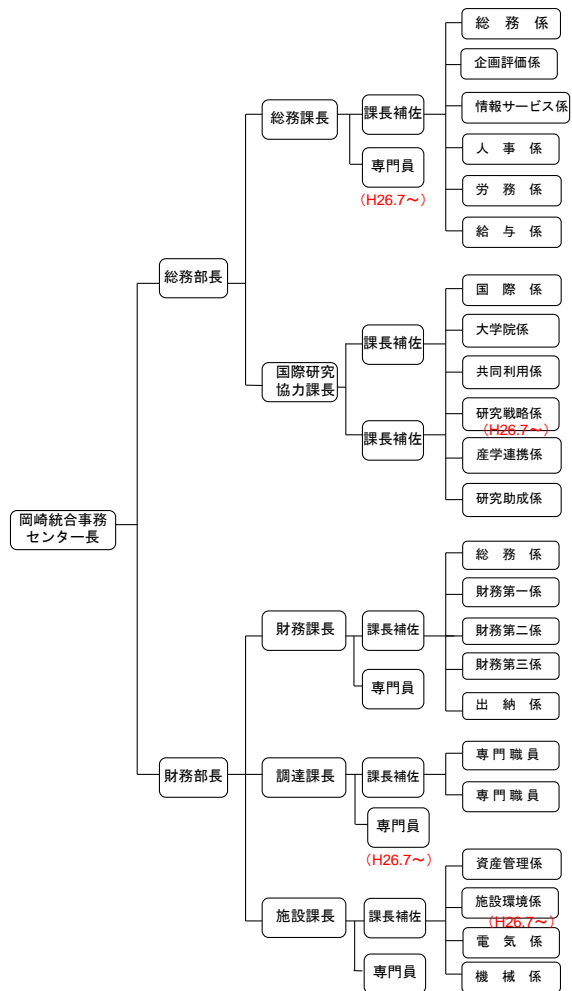 総　務　係
企画評価係
情報サービス係
総務課長
課長補佐
専門員
（H26.7～）
人　事　係
労　務　係
給　与　係
総務部長
国　際　係
大学院係
課長補佐
共同利用係
国際研究
協力課長
研究戦略係
（H26.7～）
課長補佐
産学連携係
研究助成係
岡崎統合事務
センター長
総　務　係
財務第一係
財務課長
課長補佐
財務第二係
財務第三係
専門員
出　納　係
財務部長
調達課長
課長補佐
専門職員
専門職員
専門員
（H26.7～）
資産管理係
施設課長
課長補佐
施設環境係
（H26.7～）
電　気　係
専門員
機　械　係